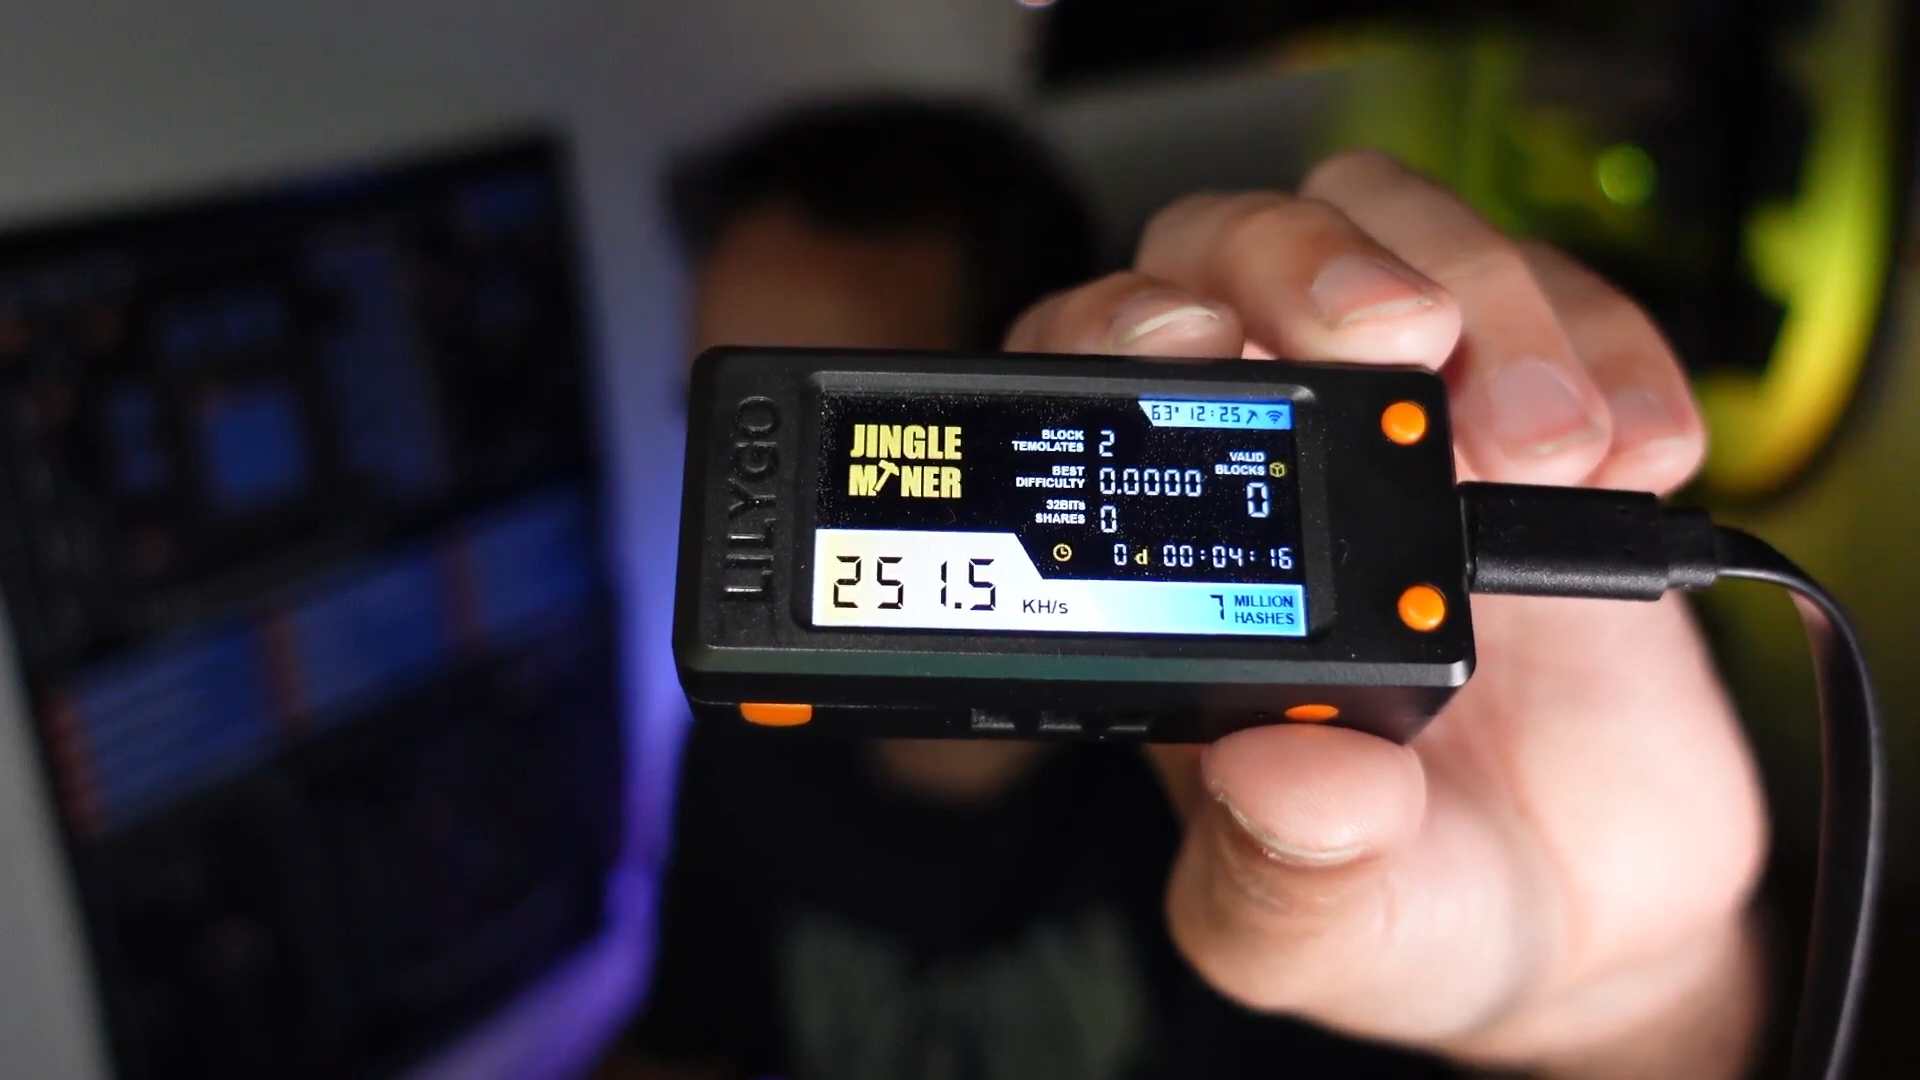 LILYGO
63° 12:25
JINGLE
MINER
BLOCK
TEMOLATES 2
BEST
DIFFICULTY 0.0000
32BITs
SHARES 0
VALID
BLOCKS
0
0 d 00:04:16
251.5 KH/s
7 MILLION
HASHES